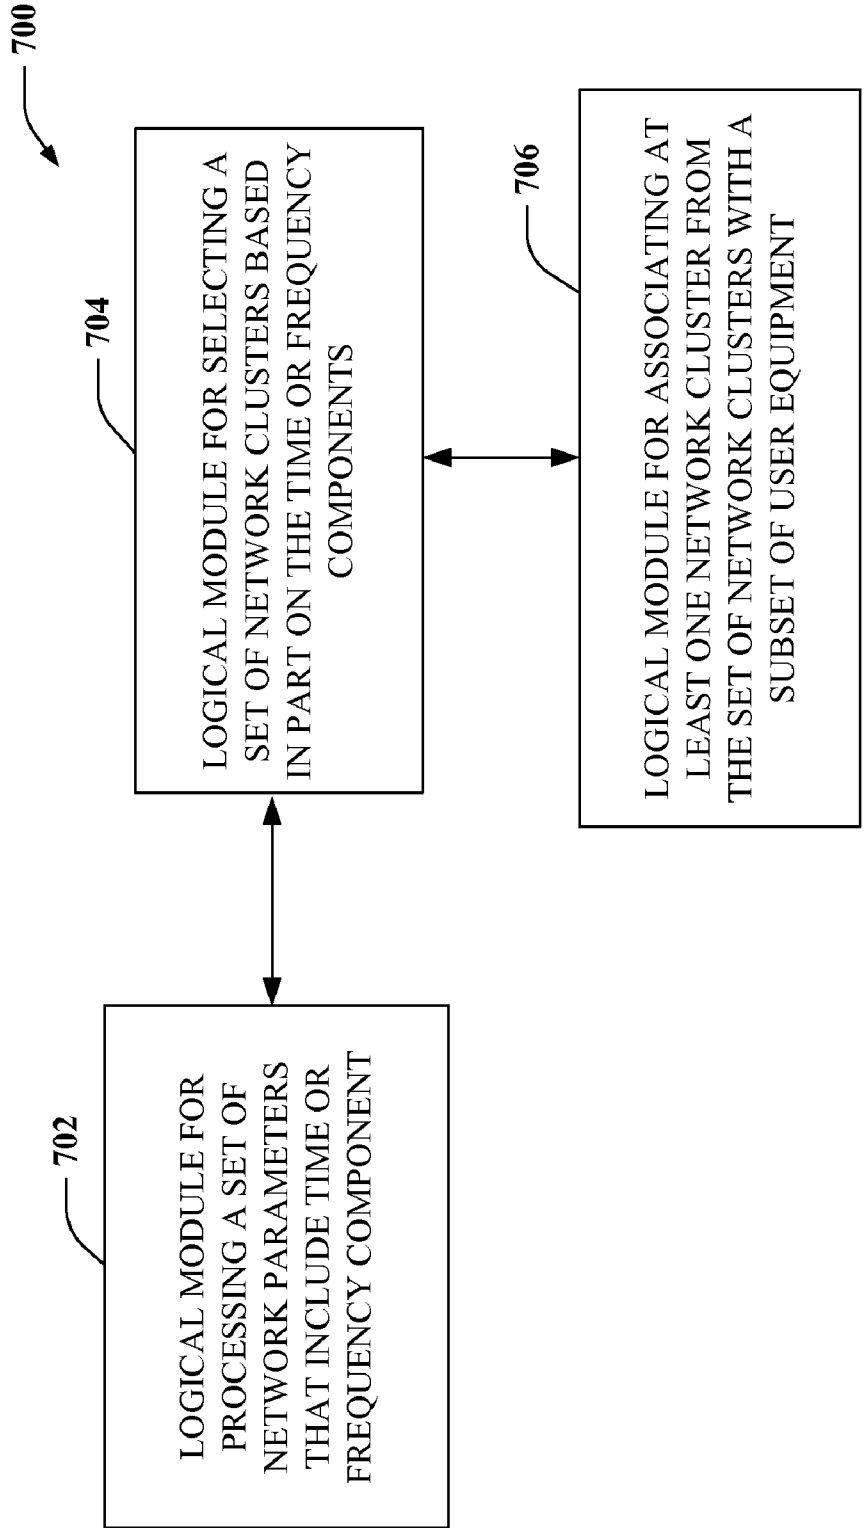 700
702
LOGICAL MODULE FOR
PROCESSING A SET OF
NETWORK PARAMETERS
THAT INCLUDE TIME OR
FREQUENCY COMPONENT
704
LOGICAL MODULE FOR SELECTING A
SET OF NETWORK CLUSTERS BASED
IN PART ON THE TIME OR FREQUENCY
COMPONENTS
706
LOGICAL MODULE FOR ASSOCIATING AT
LEAST ONE NETWORK CLUSTER FROM
THE SET OF NETWORK CLUSTERS WITH A
SUBSET OF USER EQUIPMENT